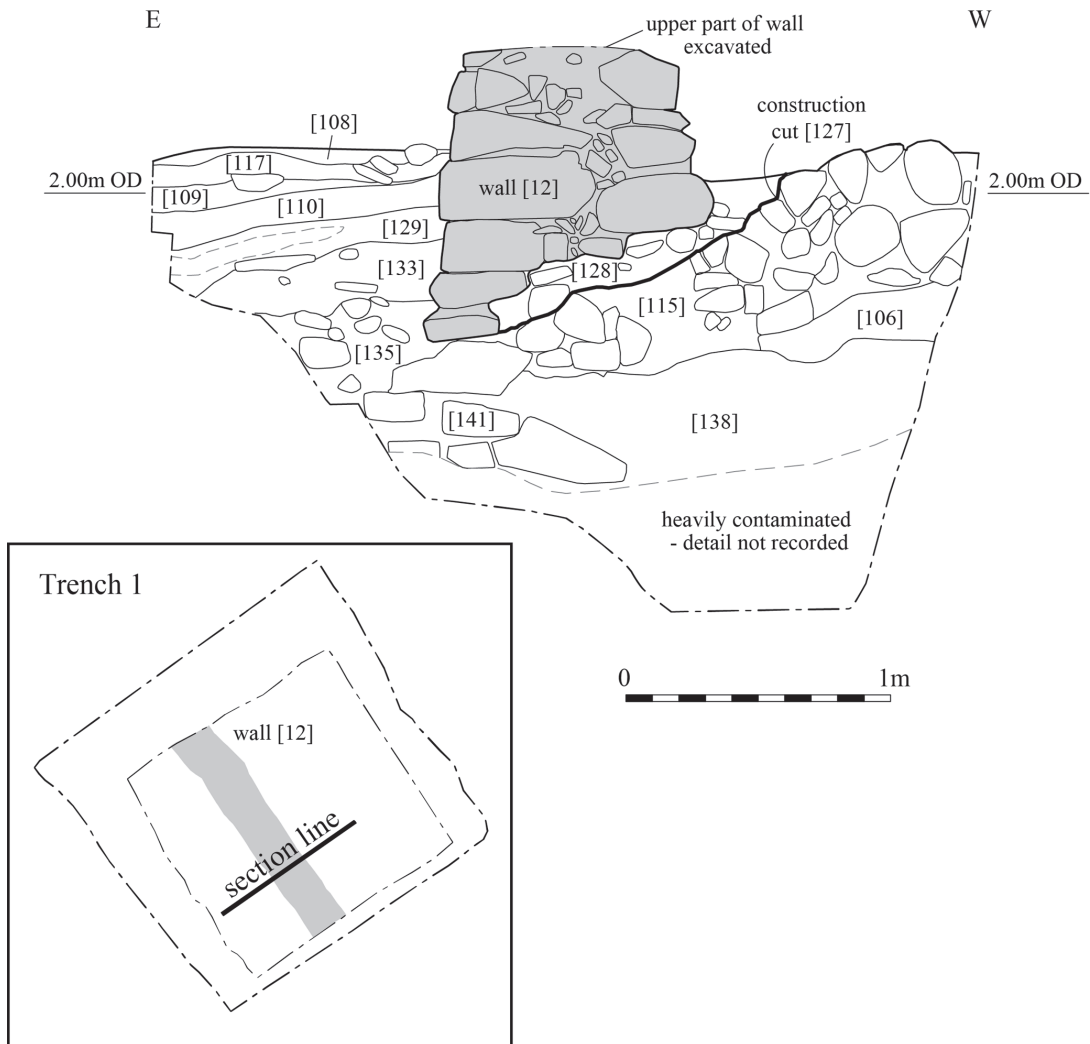 E
W
upper part of wall
excavated
construction
cut [127]
[108]
[117]
2.00m OD
2.00m OD
wall [12]
[109]
[110]
[129]
[133]
[128]
[115]
[106]
[135]
[141]
[138]
heavily contaminated
- detail not recorded
Trench 1
0
1m
wall [12]
section line